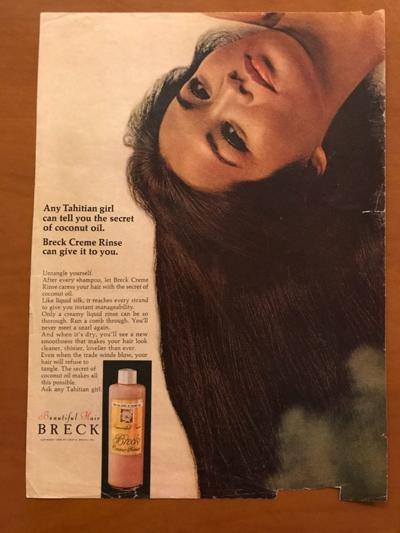 Any Tahitian girl
can tell you the secret
of coconut oil.
Breck Creme Rinse
can give it to you.
Untangle yourself.
After every shampoo, let Breck Creme
Rinse caress your hair with the secret of
coconut oil.
Like liquid silk, it reaches every strand
to give you instant manageability.
Only a creamy liquid rinse can be so
thorough. Run a comb through. You'll
never meet a snarl again.
And when it's dry, you'll see a new
smoothness that makes your hair look
cleaner, shinier, lovelier than ever.
Even when the trade winds blow, your
hair will refuse to
tangle. The secret of
coconut oil makes all
this possible.
Ask any Tahitian girl.
Beautiful Hair
BRECK
Beautiful Hair
Breck
Creme Rinse